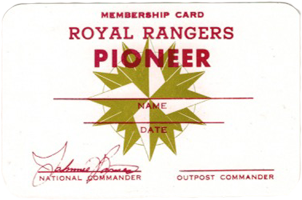 MEMBERSHIP CARD
ROYAL RANGERS
PIONEER
NAME
DATE
NATIONAL COMMANDER OUTPOST COMMANDER